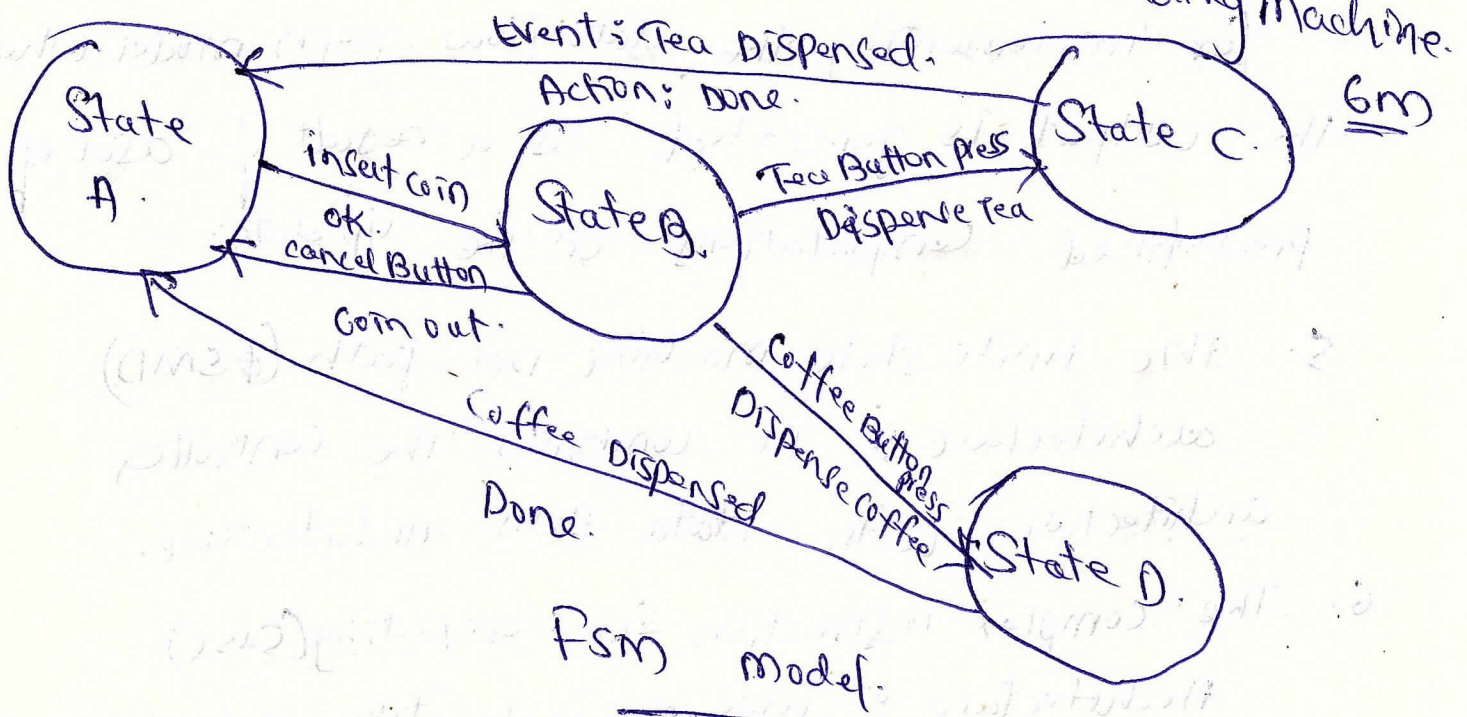 Machine.
Event: Tea Dispensed.
Action: Done.
6m
State
A.
insert coin
OK.
cancel Button
Coin out.
State B.
Tea Button press
Dispense Tea
State C.
Coffee Button
press
Dispense Coffee
Coffee Dispensed
Done.
State D.
FSM model.